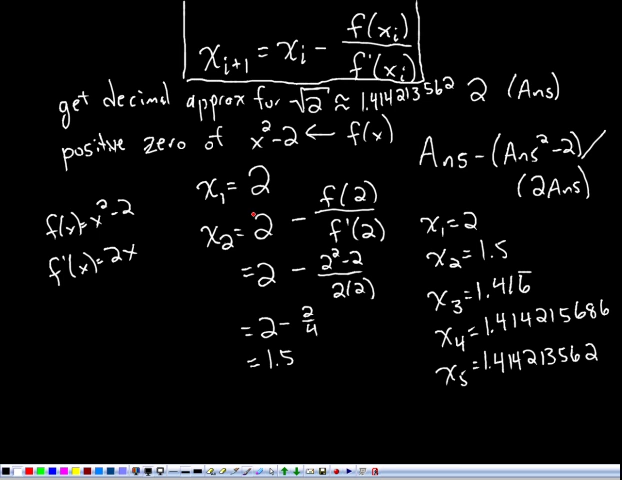 x_{i+1} = x_i - f(x_i)/f'(x_i)
get decimal approx for √2 ≈ 1.414213562 2 (Ans)
positive zero of x²-2 ← f(x)
Ans - (Ans²-2)/
(2Ans)
f(x)=x²-2
f'(x)=2x
x₁=2
x₂=2 - f(2)/f'(2)
=2 - (2²-2)/2(2)
=2 - 2/4
=1.5
x₁=2
x₂=1.5
x₃=1.416̅
x₄=1.414215686
x₅=1.414213562